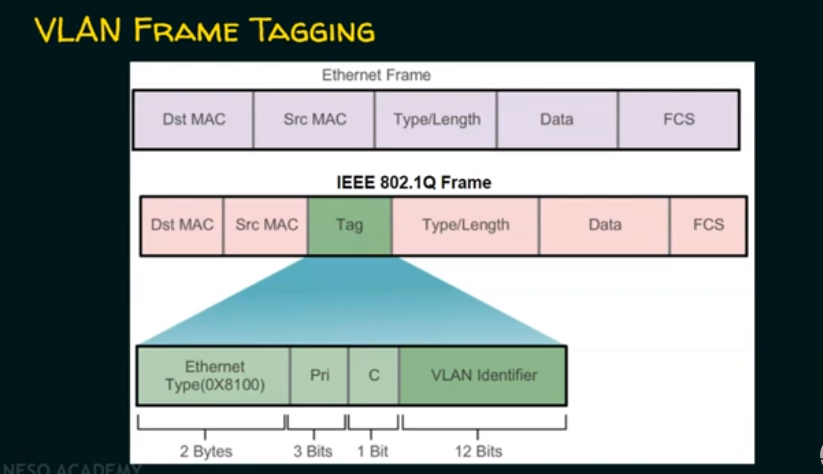 VLAN FRAME TAGGING
Ethernet Frame
Dst MAC Src MAC Type/Length Data FCS
IEEE 802.1Q Frame
Dst MAC Src MAC Tag Type/Length Data FCS
Ethernet
Type(0X8100) Pri C VLAN Identifier
2 Bytes 3 Bits 1 Bit 12 Bits
NESO ACADEMY